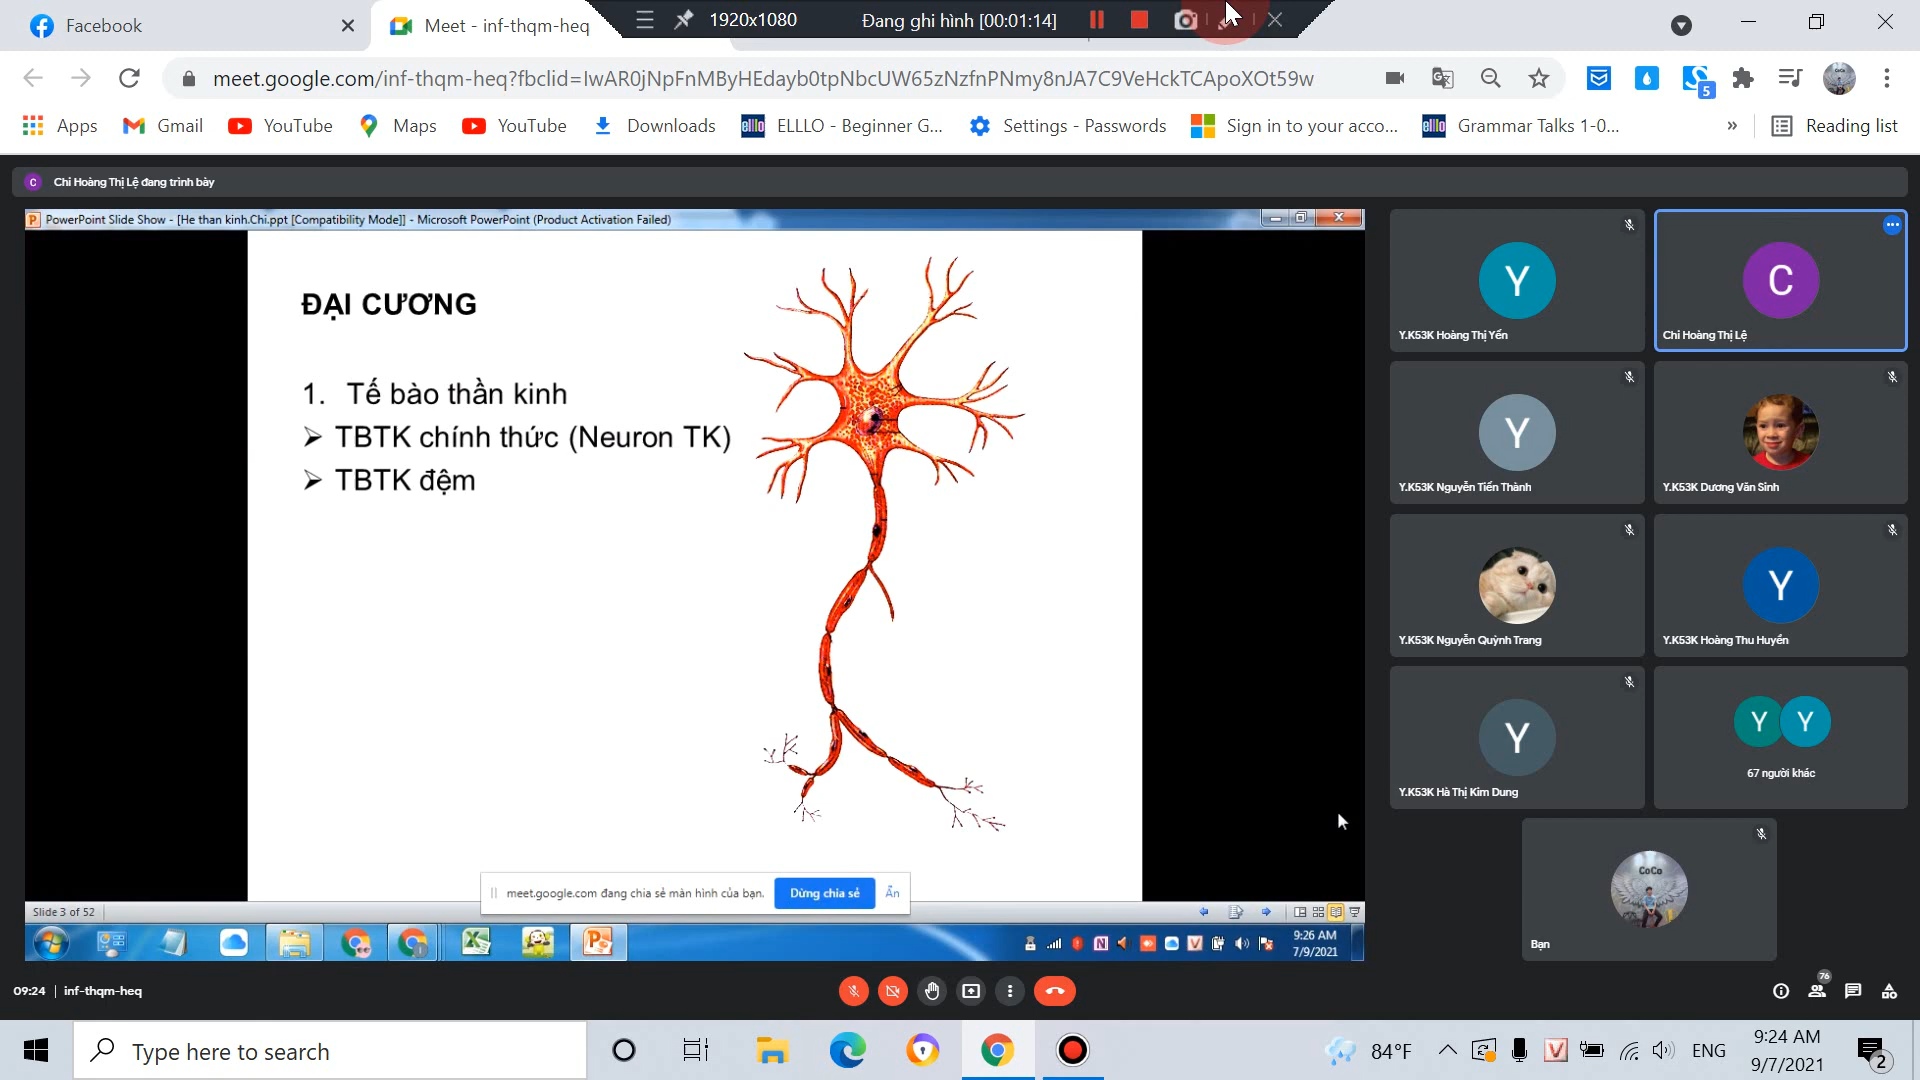 Facebook
Meet - inf-thqm-heq
1920x1080
Đang ghi hình [00:01:14]
meet.google.com/inf-thqm-heq?fbclid=IwAR0jNpFnMByHEdayb0tpNbcUW65zNzfnPNmy8nJA7C9VeHckTCApoXOt59w
5
Apps
Gmail
YouTube
Maps
YouTube
Downloads
elllo
ELLLO - Beginner G...
Settings - Passwords
Sign in to your acco...
elllo
Grammar Talks 1-0...
»
Reading list
C
Chi Hoàng Thị Lệ đang trình bày
PowerPoint Slide Show - [He than kinh.Chi.ppt [Compatibility Mode]] - Microsoft PowerPoint (Product Activation Failed)
ĐẠI CƯƠNG
1. Tế bào thần kinh
➢ TBTK chính thức (Neuron TK)
➢ TBTK đệm
meet.google.com đang chia sẻ màn hình của bạn.
Dừng chia sẻ
Ẩn
Slide 3 of 52
9:26 AM
7/9/2021
Y
Y.K53K Hoàng Thị Yến
C
Chi Hoàng Thị Lệ
Y
Y.K53K Nguyễn Tiến Thành
Y.K53K Dương Văn Sinh
Y.K53K Nguyễn Quỳnh Trang
Y
Y.K53K Hoàng Thu Huyền
Y
Y.K53K Hà Thị Kim Dung
Y
Y
67 người khác
CoCo
Bạn
09:24 | inf-thqm-heq
76
Type here to search
84°F
ENG
9:24 AM
9/7/2021
2